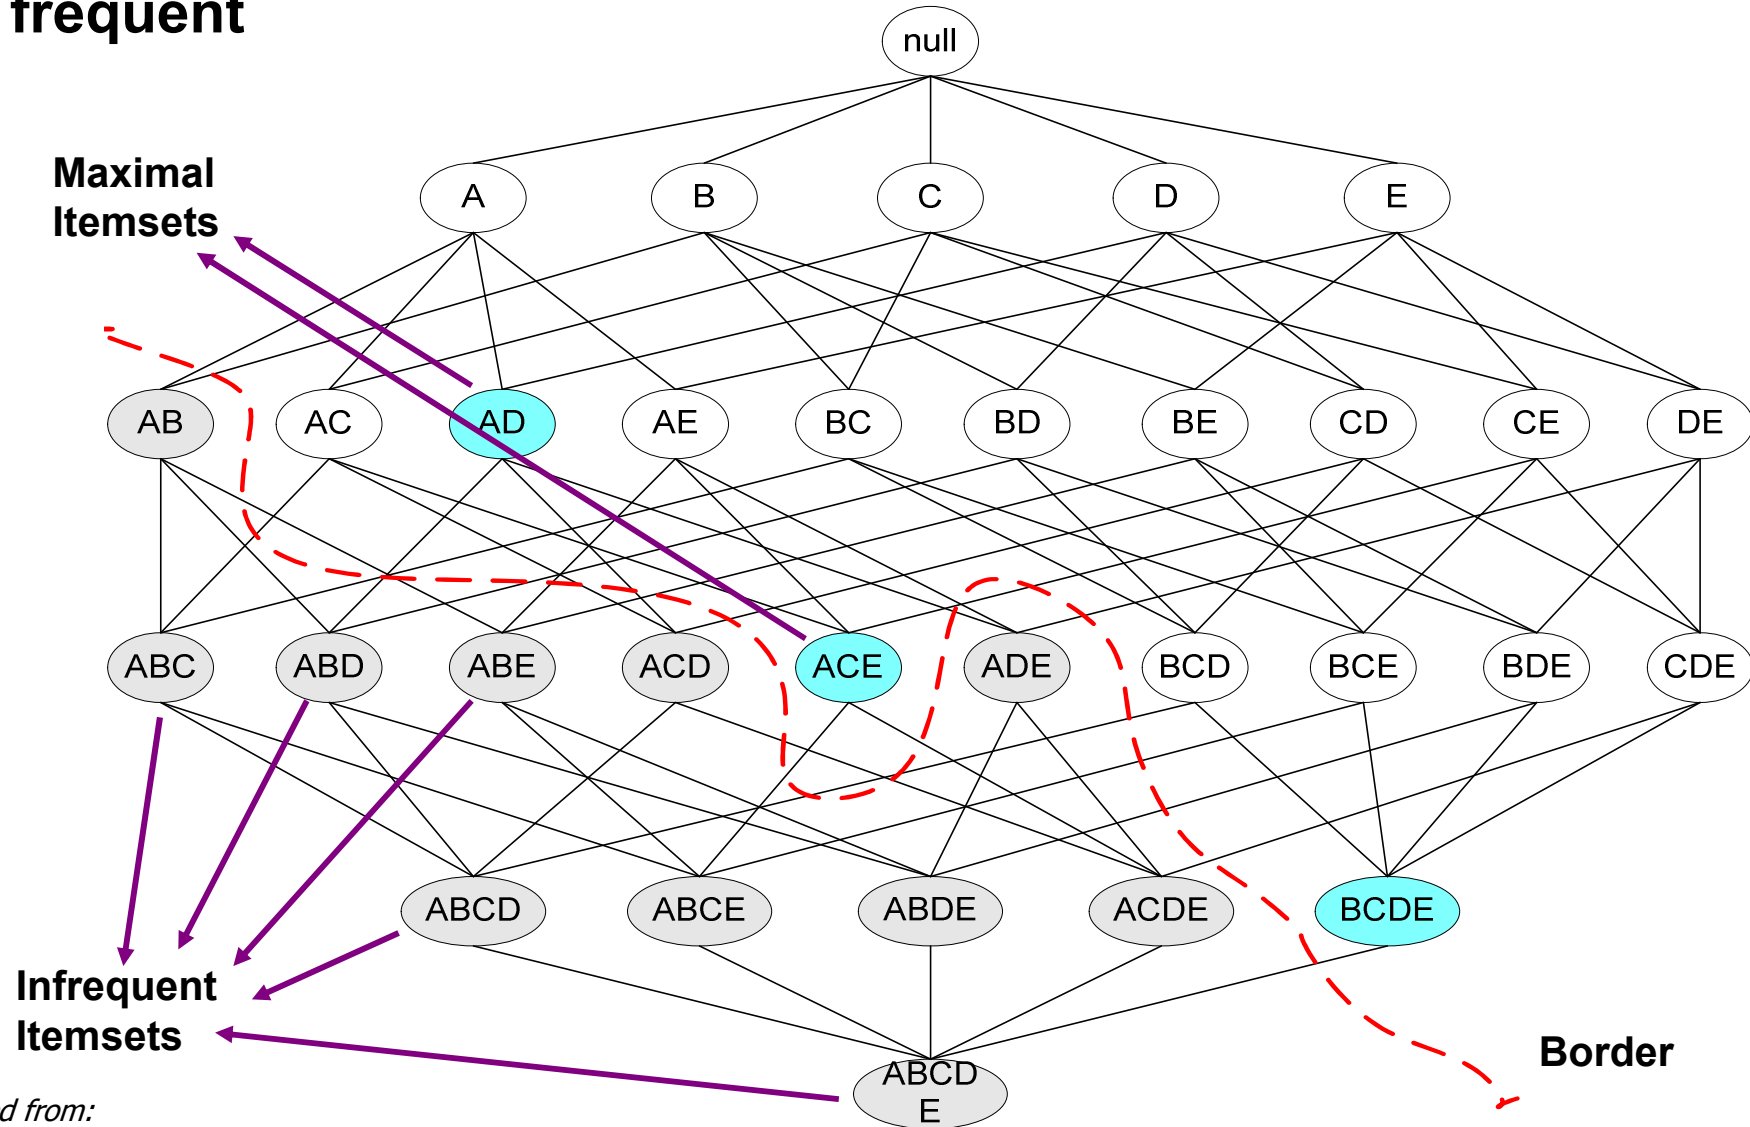 frequent
null
Maximal
Itemsets
A B C D E
AB AC AD AE BC BD BE CD CE DE
ABC ABD ABE ACD ACE ADE BCD BCE BDE CDE
ABCD ABCE ABDE ACDE BCDE
Infrequent
Itemsets
Border
ABCD
E
d from: